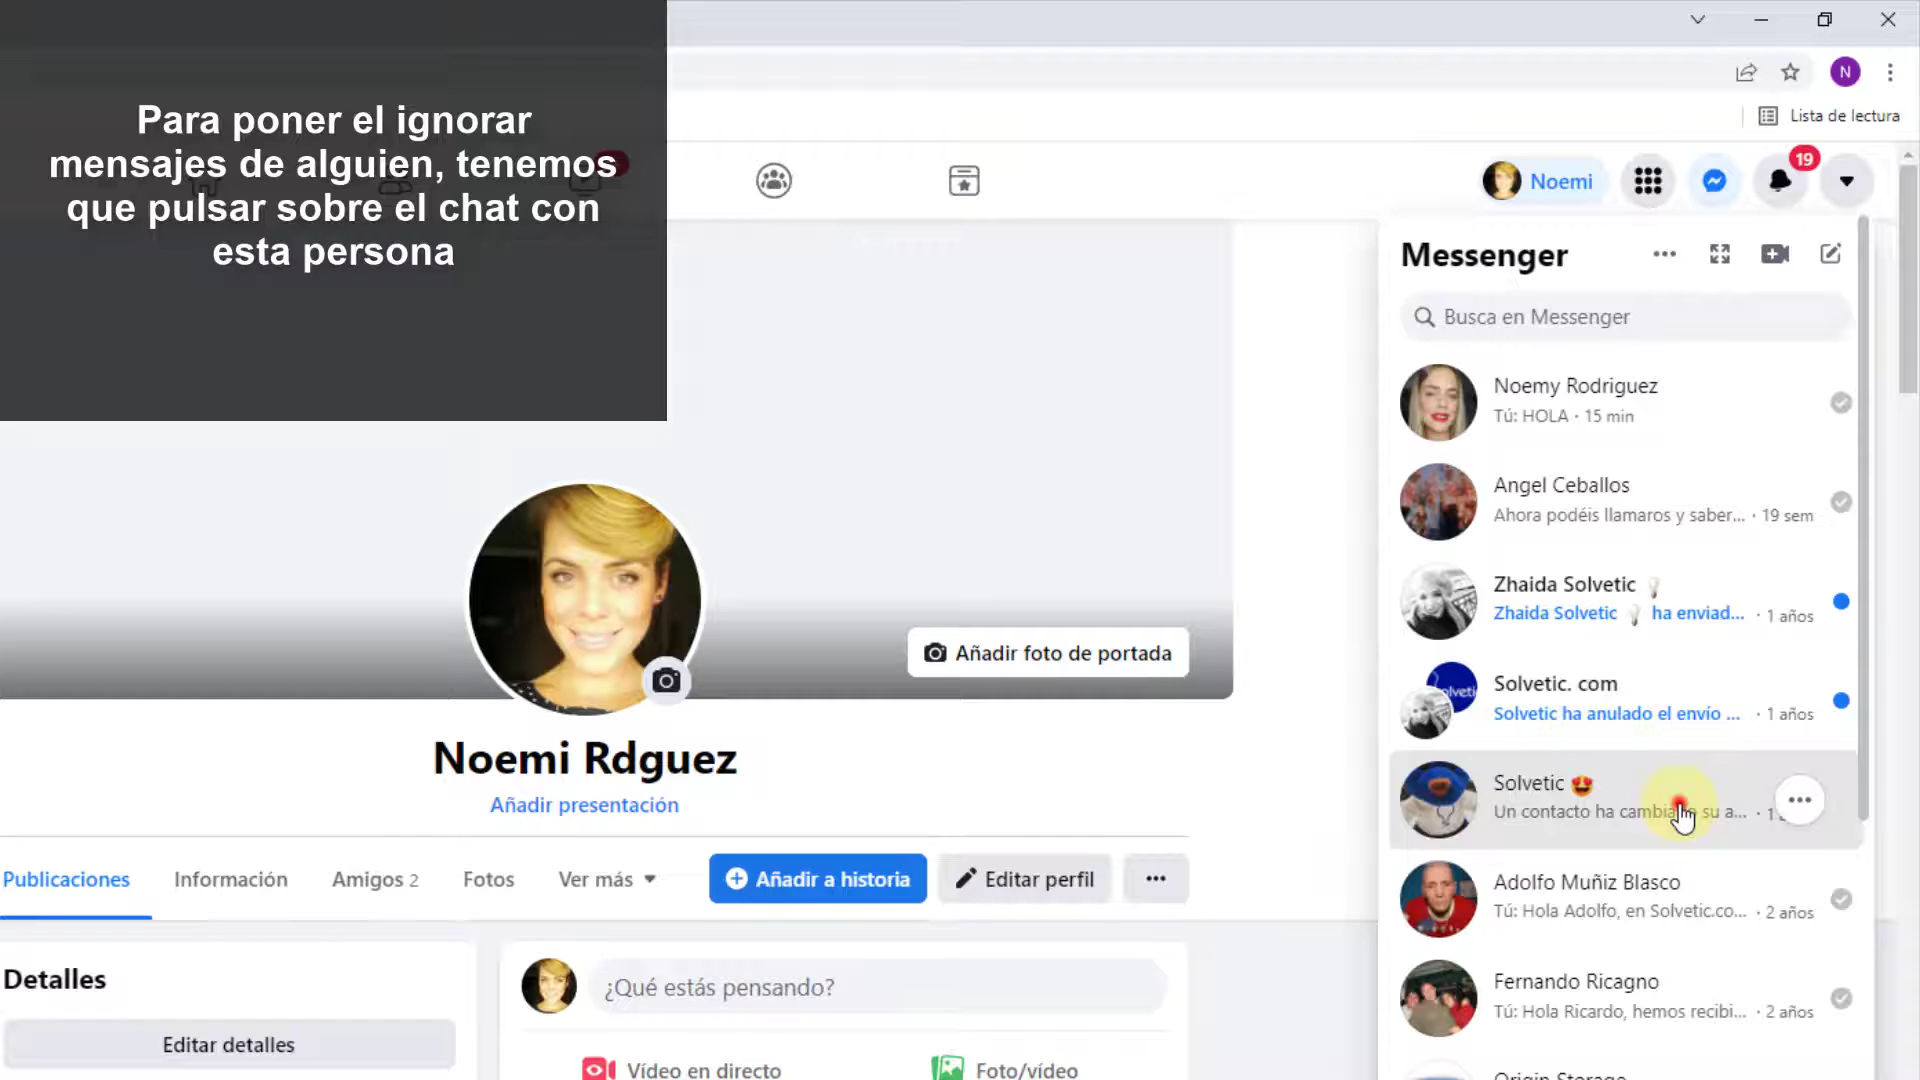 Para poner el ignorar
mensajes de alguien, tenemos
que pulsar sobre el chat con
esta persona
N
Lista de lectura
Noemi
19
Messenger
Busca en Messenger
Noemy Rodriguez
Tú: HOLA · 15 min
Angel Ceballos
Ahora podéis llamaros y saber... · 19 sem
Zhaida Solvetic
Zhaida Solvetic ha enviad... · 1 años
Solvetic. com
Solvetic ha anulado el envío ... · 1 años
Solvetic
Un contacto ha su a... · 1
Adolfo Muñiz Blasco
Tú: Hola Adolfo, en Solvetic.co... · 2 años
Fernando Ricagno
Tú: Hola Ricardo, hemos recibi... · 2 años
Añadir foto de portada
Noemi Rdguez
Añadir presentación
Publicaciones
Información
Amigos 2
Fotos
Ver más
Añadir a historia
Editar perfil
Detalles
Editar detalles
¿Qué estás pensando?
Vídeo en directo
Foto/vídeo